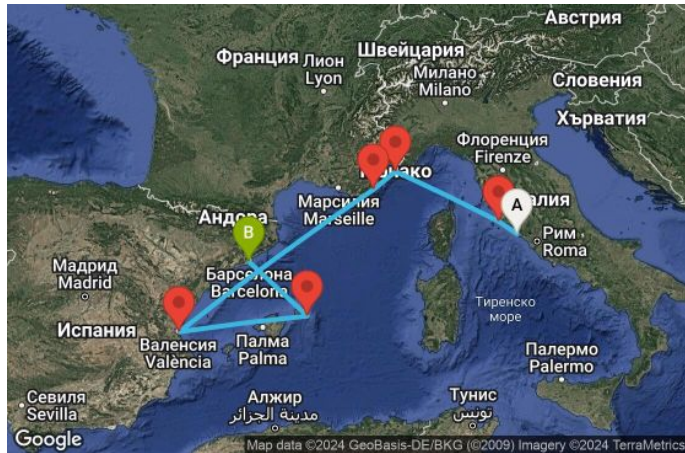 Австрия
Франция
Лион
Lyon
Швейцария
Милано
Milano
Словения
Хърватия
Флоренция
Firenze
Марсилия
Marseille
Андора
Рим
Roma
Мадрид
Madrid
Барселона
Barcelona
Испания
Валенсия
València
Палма
Palma
Тиренско
море
Палермо
Palermo
Севиля
Sevilla
Алжир
مدينة الجزائر
Тунис
تونس
A
B
Google
Map data ©2024 GeoBasis-DE/BKG (©2009) Imagery ©2024 TerraMetrics